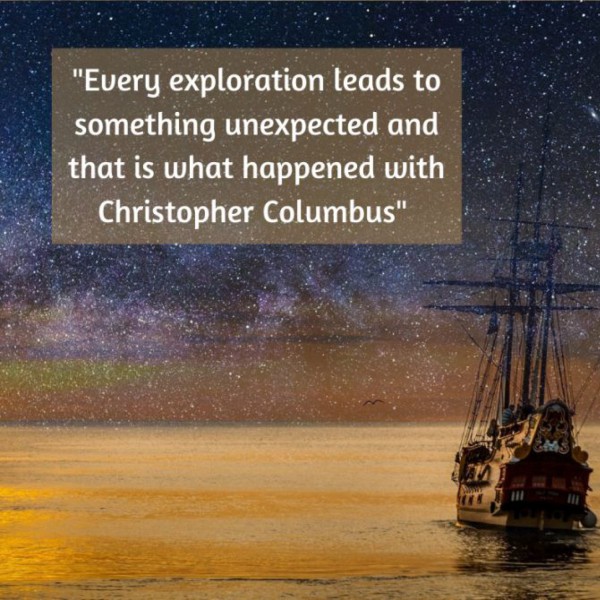 "Every exploration leads to
something unexpected and
that is what happened with
Christopher Columbus"